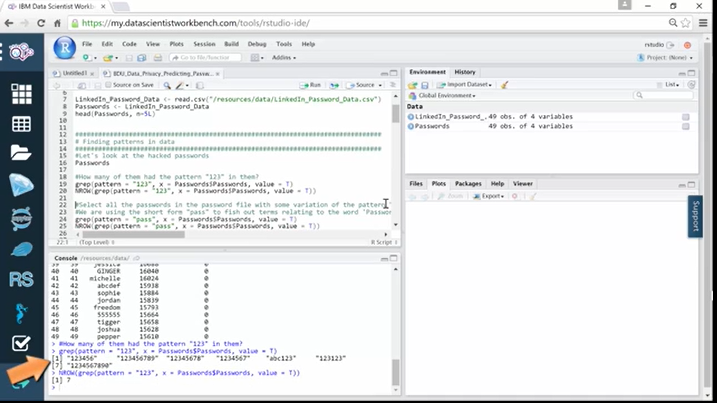 IBM Data Scientist Workb
https://my.datascientistworkbench.com/tools/rstudio-ide/
File Edit Code View Plots Session Build Debug Tools Help
rstudio
Go to file/function
Addins
Project: (None)
Untitled1
BDU_Data_Privacy_Predicting_Passw...
Source on Save
Run
Source
6
7 LinkedIn_Password_Data <- read.csv("/resources/data/LinkedIn_Password_Data.csv")
8 Passwords <- LinkedIn_Password_Data
9 head(Passwords, n=5L)
10
11
12 ################
13 # Finding patterns in data
14 ################
15 #Let's look at the hacked passwords
16 Passwords
17
18 #How many of them had the pattern "123" in them?
19 grep(pattern = "123", x = Passwords$Passwords, value = T)
20 NROW(grep(pattern = "123", x = Passwords$Passwords, value = T))
21
22 #Select all the passwords in the password file with some variation of the pattern
23 #We are using the short form "pass" to fish out terms relating to the word 'Passwor
24 grep(pattern = "pass", x = Passwords$Passwords, value = T)
25 NROW(grep(pattern = "pass", x = Passwords$Passwords, value = T))
26
22:1
(Top Level)
R Script
Console /resources/data/
39 39 jessica 16088 0
40 40 GINGER 16040 0
41 41 michelle 16024 0
42 42 abcdef 15938 0
43 43 sophie 15884 0
44 44 jordan 15839 0
45 45 freedom 15793 0
46 46 555555 15664 0
47 47 tigger 15658 0
48 48 joshua 15628 0
49 49 pepper 15610 0
> #How many of them had the pattern "123" in them?
> grep(pattern = "123", x = Passwords$Passwords, value = T)
[1] "123456" "123456789" "12345678" "1234567" "abc123" "123123"
[7] "1234567890"
> NROW(grep(pattern = "123", x = Passwords$Passwords, value = T))
[1] 7
>
Environment History
Import Dataset
List
Global Environment
Data
LinkedIn_Password_. 49 obs. of 4 variables
Passwords 49 obs. of 4 variables
Files Plots Packages Help Viewer
Export
Support
RS